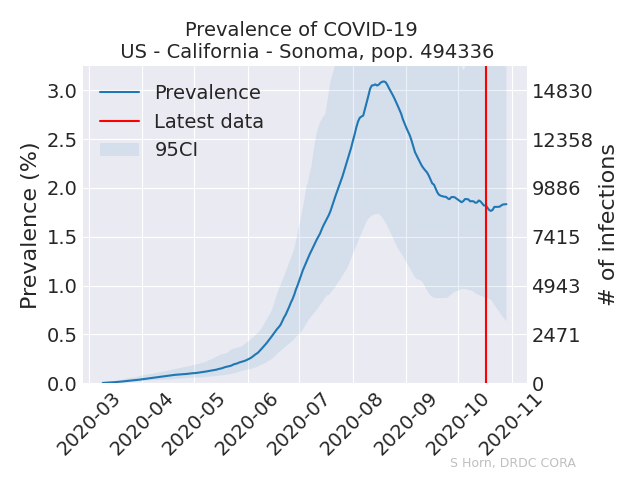 Prevalence of COVID-19
US - California - Sonoma, pop. 494336
Prevalence (%)
3.0
2.5
2.0
1.5
1.0
0.5
0.0
Prevalence
Latest data
95CI
14830
12358
9886
7415
4943
2471
0
# of infections
2020-03
2020-04
2020-05
2020-06
2020-07
2020-08
2020-09
2020-10
2020-11
S Horn, DRDC CORA